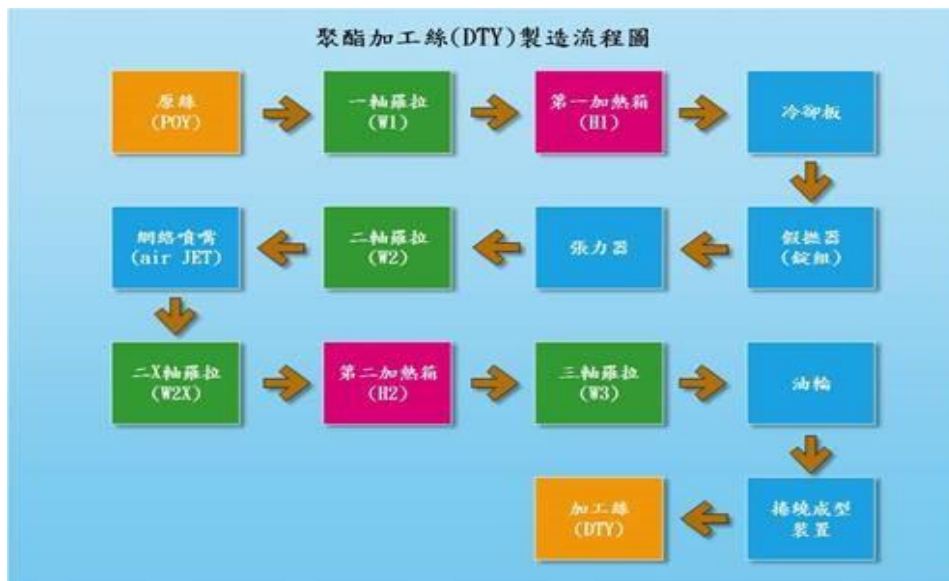 聚酯加工絲(DTY)製造流程圖
原絲
(POY)
一軸羅拉
(W1)
第一加熱箱
(H1)
冷卻板
假撚器
(錠組)
張力器
二軸羅拉
(W2)
網絡噴嘴
(air JET)
二X軸羅拉
(W2X)
第二加熱箱
(H2)
三軸羅拉
(W3)
油輪
捲繞成型
裝置
加工絲
(DTY)